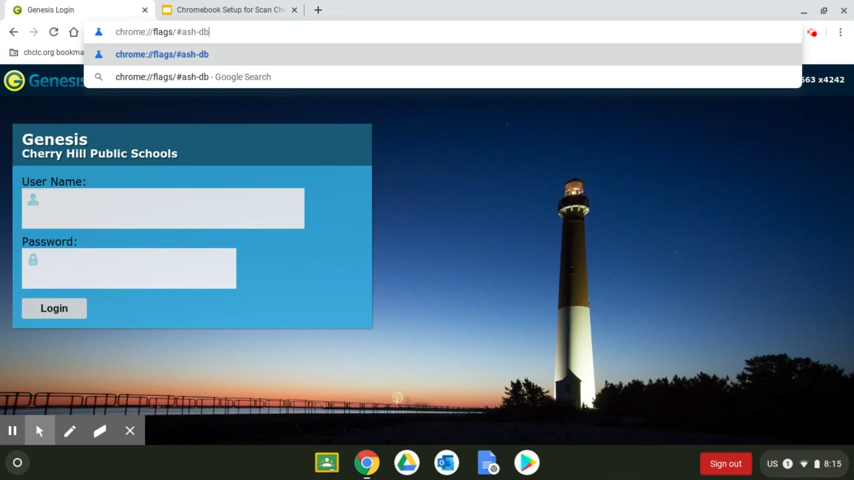 Genesis Login
Chromebook Setup for Scan Ch
chrome://flags/#ash-db
chclc.org bookma
chrome://flags/#ash-db
chrome://flags/#ash-db - Google Search
Genesis
663 x4242
Genesis
Cherry Hill Public Schools
User Name:
Password:
Login
Sign out
US
1
8:15